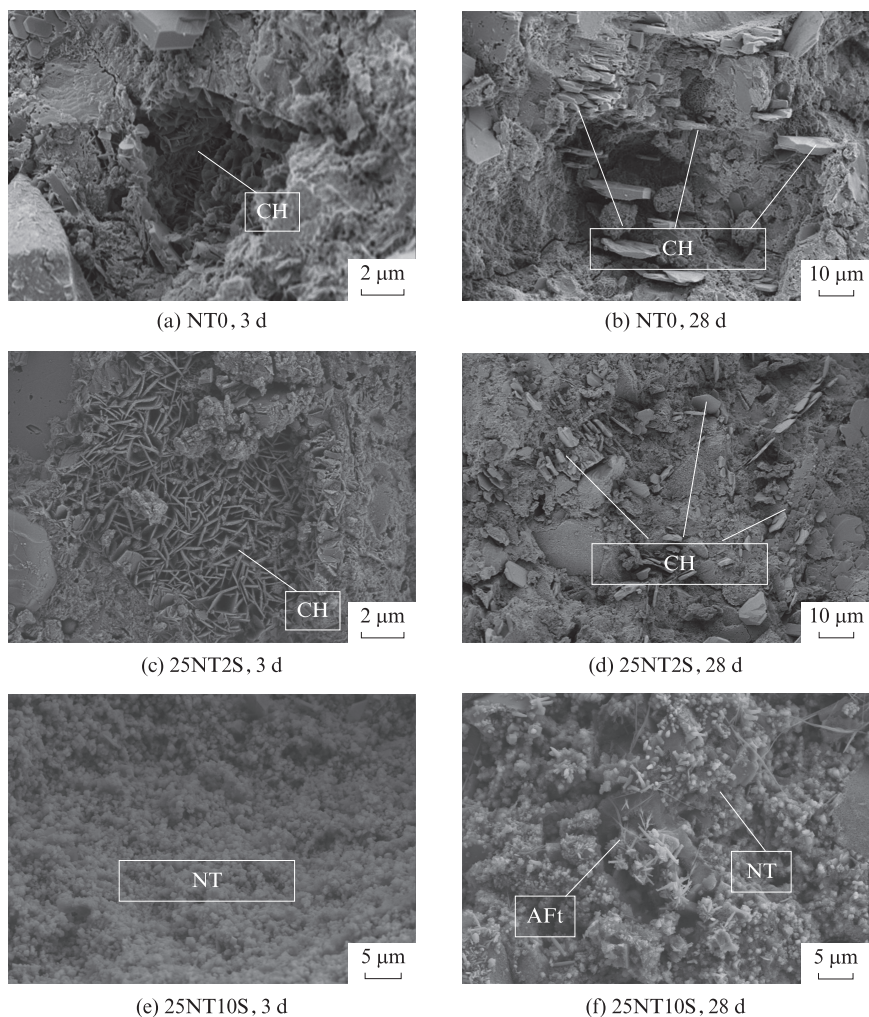 CH
2 μm
(a) NT0, 3 d
CH
10 μm
(b) NT0, 28 d
CH
2 μm
(c) 25NT2S, 3 d
CH
10 μm
(d) 25NT2S, 28 d
NT
5 μm
(e) 25NT10S, 3 d
NT
AFt
5 μm
(f) 25NT10S, 28 d